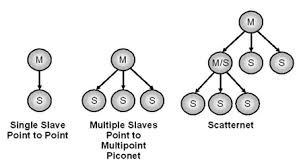 M
M
M
M/S
S
S
S
S
S
S
S
S
Single Slave
Point to Point
Multiple Slaves
Point to
Multipoint
Piconet
Scatternet